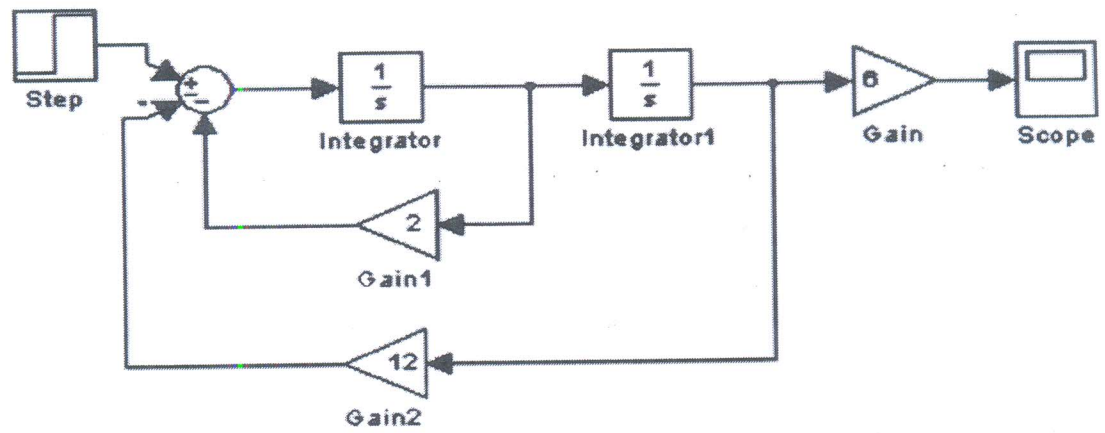 Step
+
-
−
−
1
s
Integrator
1
s
Integrator1
6
Gain
Scope
2
Gain1
12
Gain2